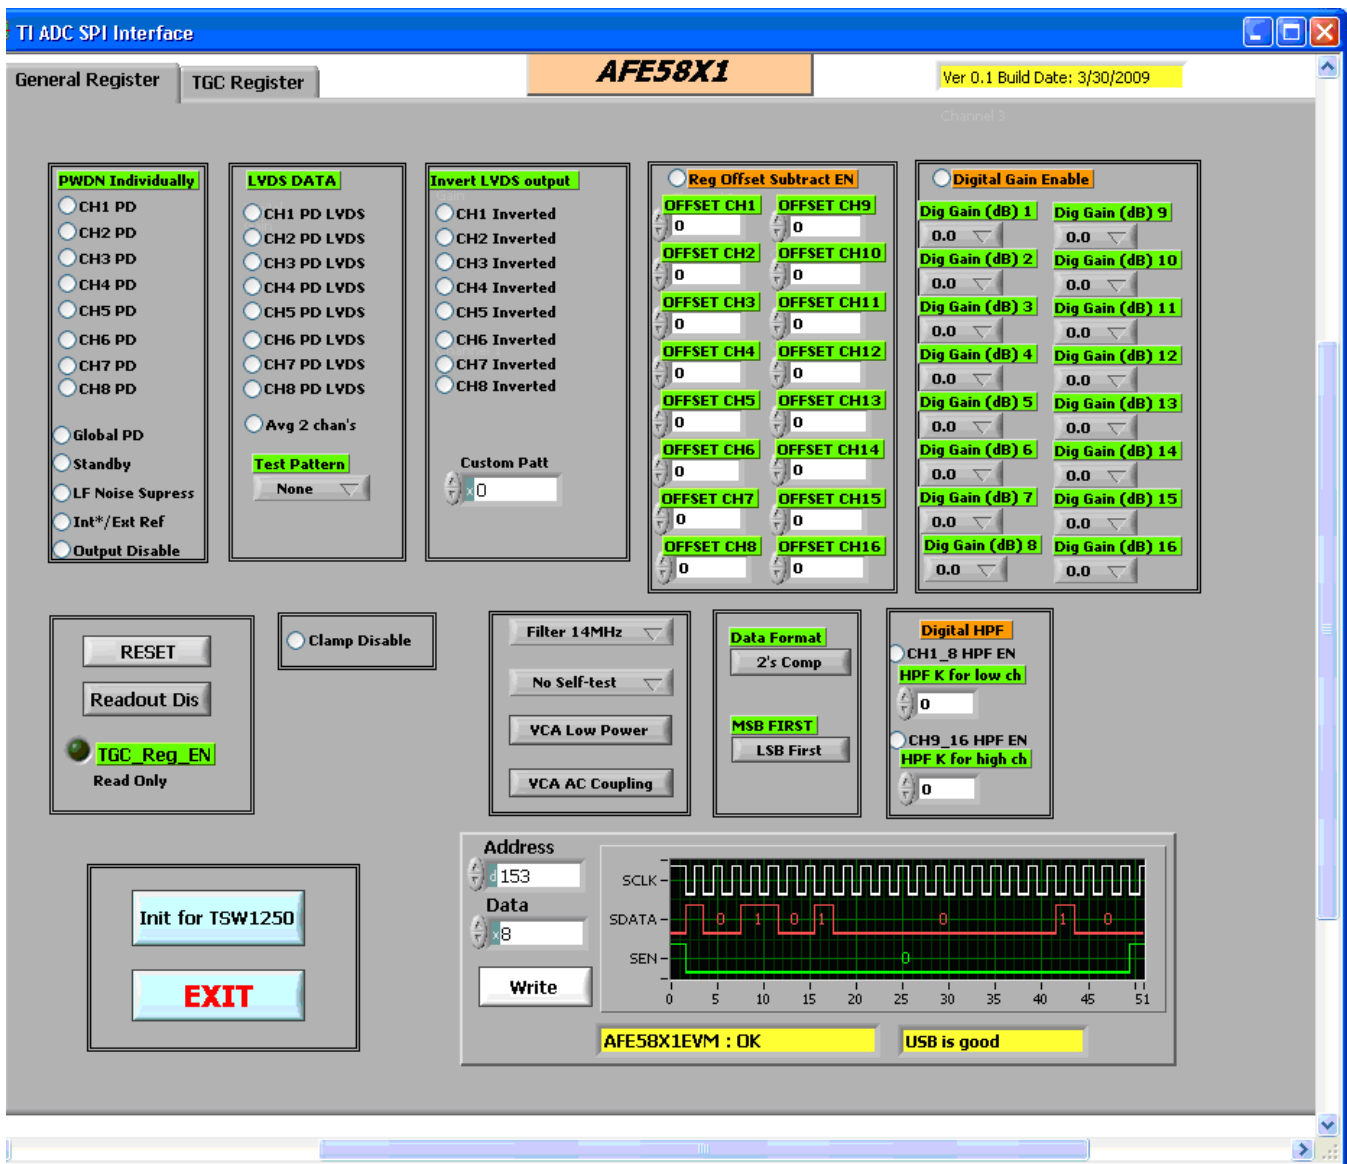 TI ADC SPI Interface
General Register
TGC Register
AFE58X1
Ver 0.1 Build Date: 3/30/2009
Channel 3
PWDN Individually
CH1 PD
CH2 PD
CH3 PD
CH4 PD
CH5 PD
CH6 PD
CH7 PD
CH8 PD
Global PD
Standby
LF Noise Supress
Int*/Ext Ref
Output Disable
LVDS DATA
CH1 PD LVDS
CH2 PD LVDS
CH3 PD LVDS
CH4 PD LVDS
CH5 PD LVDS
CH6 PD LVDS
CH7 PD LVDS
CH8 PD LVDS
Avg 2 chan's
Test Pattern
None
Invert LVDS output
CH1 Inverted
CH2 Inverted
CH3 Inverted
CH4 Inverted
CH5 Inverted
CH6 Inverted
CH7 Inverted
CH8 Inverted
Custom Patt
x0
Reg Offset Subtract EN
OFFSET CH1 OFFSET CH9
0 0
OFFSET CH2 OFFSET CH10
0 0
OFFSET CH3 OFFSET CH11
0 0
OFFSET CH4 OFFSET CH12
0 0
OFFSET CH5 OFFSET CH13
0 0
OFFSET CH6 OFFSET CH14
0 0
OFFSET CH7 OFFSET CH15
0 0
OFFSET CH8 OFFSET CH16
0 0
Digital Gain Enable
Dig Gain (dB) 1 Dig Gain (dB) 9
0.0 0.0
Dig Gain (dB) 2 Dig Gain (dB) 10
0.0 0.0
Dig Gain (dB) 3 Dig Gain (dB) 11
0.0 0.0
Dig Gain (dB) 4 Dig Gain (dB) 12
0.0 0.0
Dig Gain (dB) 5 Dig Gain (dB) 13
0.0 0.0
Dig Gain (dB) 6 Dig Gain (dB) 14
0.0 0.0
Dig Gain (dB) 7 Dig Gain (dB) 15
0.0 0.0
Dig Gain (dB) 8 Dig Gain (dB) 16
0.0 0.0
RESET
Readout Dis
TGC_Reg_EN
Read Only
Clamp Disable
Filter 14MHz
No Self-test
VCA Low Power
VCA AC Coupling
Data Format
2's Comp
MSB FIRST
LSB First
Digital HPF
CH1_8 HPF EN
HPF K for low ch
0
CH9_16 HPF EN
HPF K for high ch
0
Init for TSW1250
EXIT
Address
d153
Data
x8
Write
SCLK
SDATA 0 1 0 1 0 1 0
SEN 0
0 5 10 15 20 25 30 35 40 45 51
AFE58X1EVM : OK
USB is good